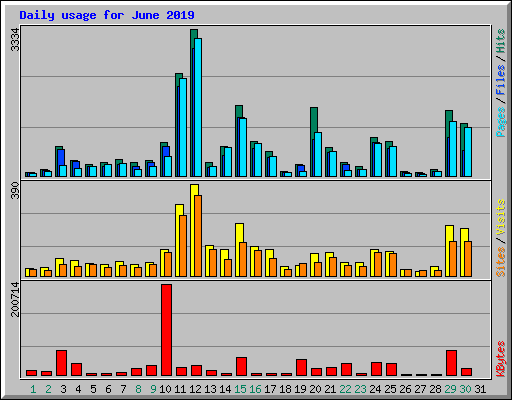 Daily usage for June 2019
3334
Pages / Files / Hits
390
Sites / Visits
200714
KBytes
1 2 3 4 5 6 7 8 9 10 11 12 13 14 15 16 17 18 19 20 21 22 23 24 25 26 27 28 29 30 31